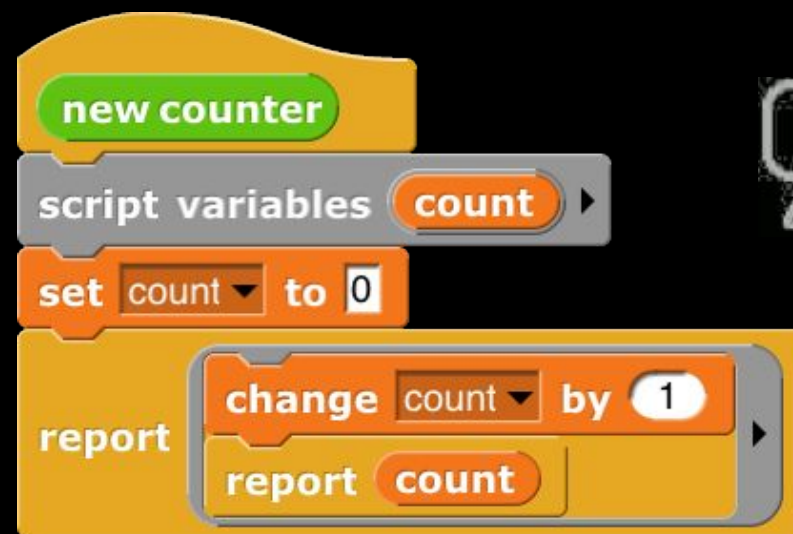 new counter
script variables count
set count to 0
change count by 1
report
report count